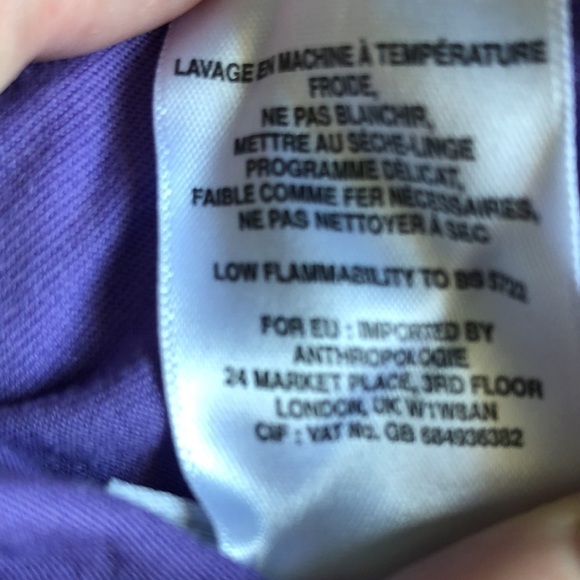 LAVAGE EN MACHINE À TEMPÉRATURE
FROIDE,
NE PAS BLANCHIR,
METTRE AU SÈCHE-LINGE
PROGRAMME DÉLICAT,
FAIBLE COMME FER NÉCESSAIRIES,
NE PAS NETTOYER À SEC
LOW FLAMMABILITY TO BS 5722
FOR EU : IMPORTED BY
ANTHROPOLOGIE
24 MARKET PLACE, 3RD FLOOR
LONDON, UK W1W8AN
CIF : VAT No. GB 684936382